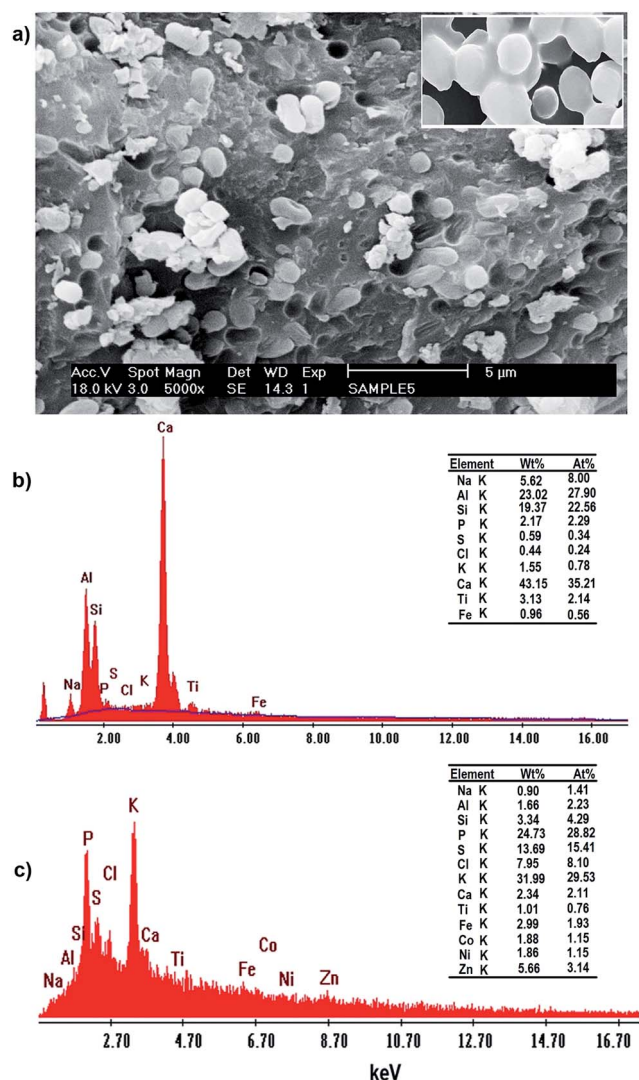 a)
Acc.V Spot Magn Det WD Exp 5 µm
18.0 kV 3.0 5000x SE 14.3 1 SAMPLE5
b)
Ca
Al
Si
Na
P
S
Cl
K
Ti
Fe
Element Wt% At%
Na K 5.62 8.00
Al K 23.02 27.90
Si K 19.37 22.56
P K 2.17 2.29
S K 0.59 0.34
Cl K 0.44 0.24
K K 1.55 0.78
Ca K 43.15 35.21
Ti K 3.13 2.14
Fe K 0.96 0.56
2.00 4.00 6.00 8.00 10.00 12.00 14.00 16.00
c)
K
P
Cl
S
Si
Al
Na
Ca
Ti
Fe
Co
Ni
Zn
Element Wt% At%
Na K 0.90 1.41
Al K 1.66 2.23
Si K 3.34 4.29
P K 24.73 28.82
S K 13.69 15.41
Cl K 7.95 8.10
K K 31.99 29.53
Ca K 2.34 2.11
Ti K 1.01 0.76
Fe K 2.99 1.93
Co K 1.88 1.15
Ni K 1.86 1.15
Zn K 5.66 3.14
2.70 4.70 6.70 8.70 10.70 12.70 14.70 16.70
keV